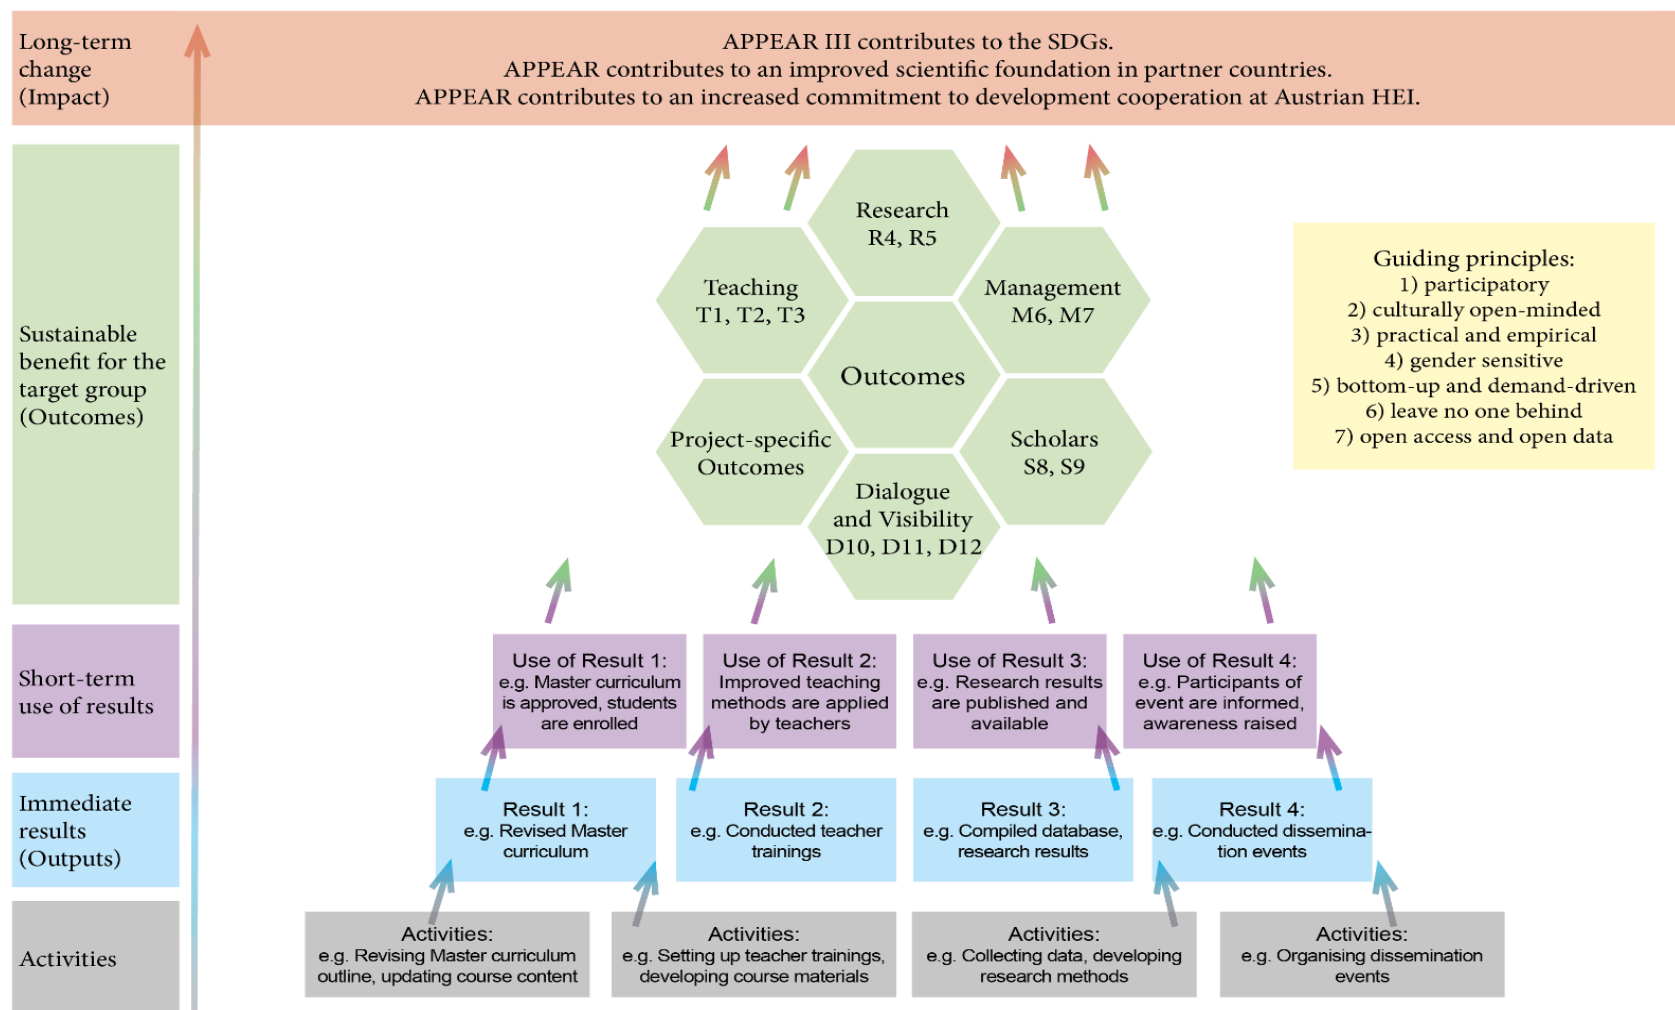 Long-term
change
(Impact)
APPEAR III contributes to the SDGs.
APPEAR contributes to an improved scientific foundation in partner countries.
APPEAR contributes to an increased commitment to development cooperation at Austrian HEI.
Sustainable
benefit for the
target group
(Outcomes)
Research
R4, R5
Teaching
T1, T2, T3
Management
M6, M7
Outcomes
Project-specific
Outcomes
Scholars
S8, S9
Dialogue
and Visibility
D10, D11, D12
Guiding principles:
1) participatory
2) culturally open-minded
3) practical and empirical
4) gender sensitive
5) bottom-up and demand-driven
6) leave no one behind
7) open access and open data
Short-term
use of results
Use of Result 1:
e.g. Master curriculum
is approved, students
are enrolled
Use of Result 2:
Improved teaching
methods are applied
by teachers
Use of Result 3:
e.g. Research results
are published and
available
Use of Result 4:
e.g. Participants of
event are informed,
awareness raised
Immediate
results
(Outputs)
Result 1:
e.g. Revised Master
curriculum
Result 2:
e.g. Conducted teacher
trainings
Result 3:
e.g. Compiled database,
research results
Result 4:
e.g. Conducted dissemina-
tion events
Activities
Activities:
e.g. Revising Master curriculum
outline, updating course content
Activities:
e.g. Setting up teacher trainings,
developing course materials
Activities:
e.g. Collecting data, developing
research methods
Activities:
e.g. Organising dissemination
events